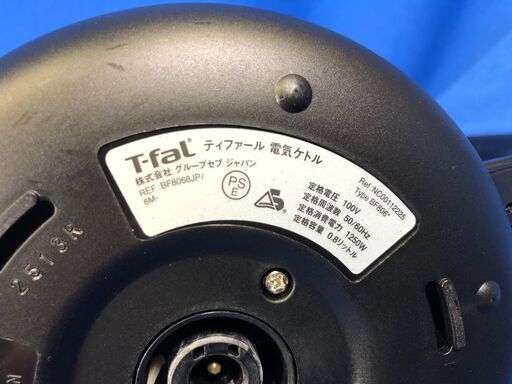 T-fal ティファール 電気ケトル
株式会社 グループセブ ジャパン
REF: BF8068JP/
6M-
PS
E
S
定格電圧 100V
定格周波数 50/60Hz
定格消費電力 1250W
定格容量 0.8リットル
Ref.:NC00112225
Type BF806*
2513R